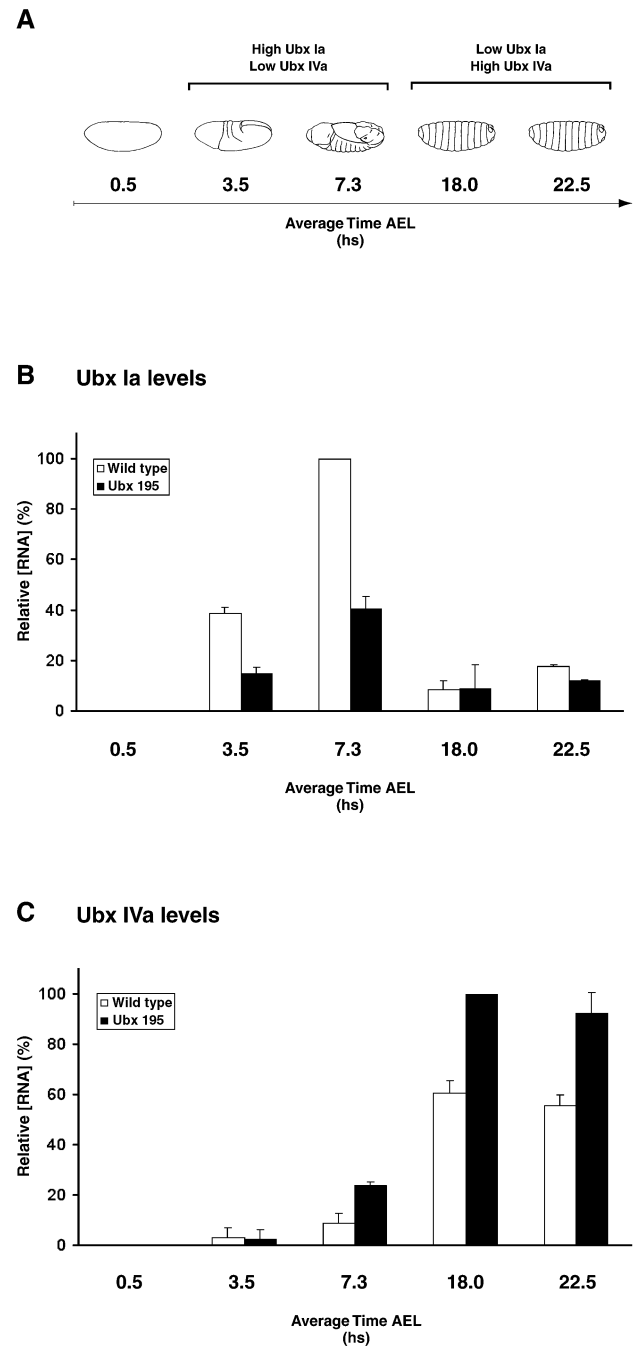 A
High Ubx Ia
Low Ubx IVa
Low Ubx Ia
High Ubx IVa
0.5 3.5 7.3 18.0 22.5
Average Time AEL
(hs)
B Ubx Ia levels
Relative [RNA] (%)
100
80
60
40
20
0
Wild type
Ubx 195
0.5 3.5 7.3 18.0 22.5
Average Time AEL
(hs)
C Ubx IVa levels
Relative [RNA] (%)
100
80
60
40
20
0
Wild type
Ubx 195
0.5 3.5 7.3 18.0 22.5
Average Time AEL
(hs)